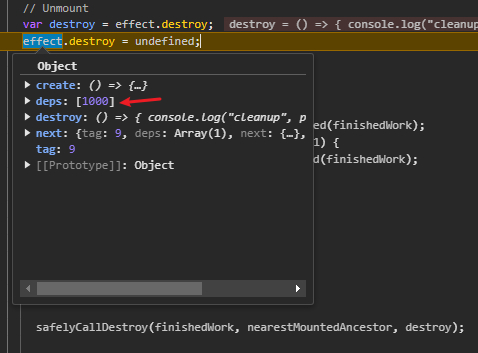 // Unmount
var destroy = effect.destroy; destroy = () => { console.log("cleanup
effect.destroy = undefined;
Object
create: () => {…}
deps: [1000]
destroy: () => { console.log("cleanup", p
next: {tag: 9, deps: Array(1), next: {…},
tag: 9
[[Prototype]]: Object
ed(finishedWork);
1) {
d(finishedWork);
safelyCallDestroy(finishedWork, nearestMountedAncestor, destroy);